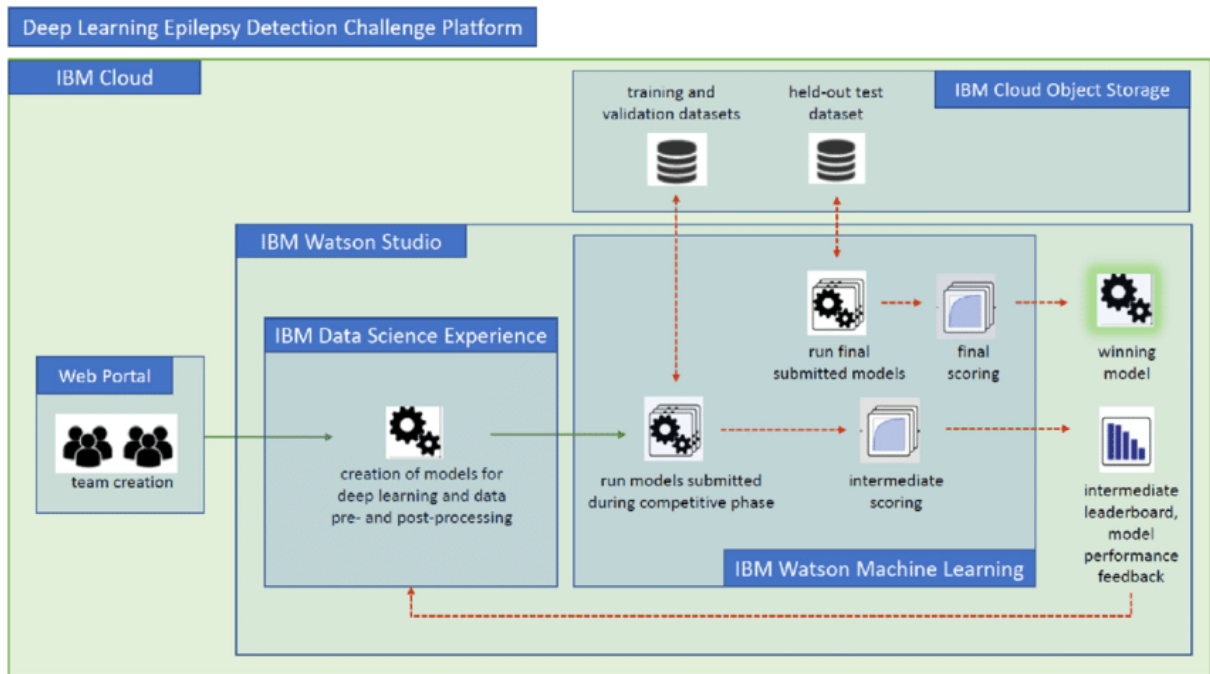 Deep Learning Epilepsy Detection Challenge Platform
IBM Cloud
IBM Cloud Object Storage
training and
validation datasets
held-out test
dataset
IBM Watson Studio
IBM Data Science Experience
Web Portal
team creation
creation of models for
deep learning and data
pre- and post-processing
run final
submitted models
final
scoring
winning
model
run models submitted
during competitive phase
intermediate
scoring
intermediate
leaderboard,
model
performance
feedback
IBM Watson Machine Learning